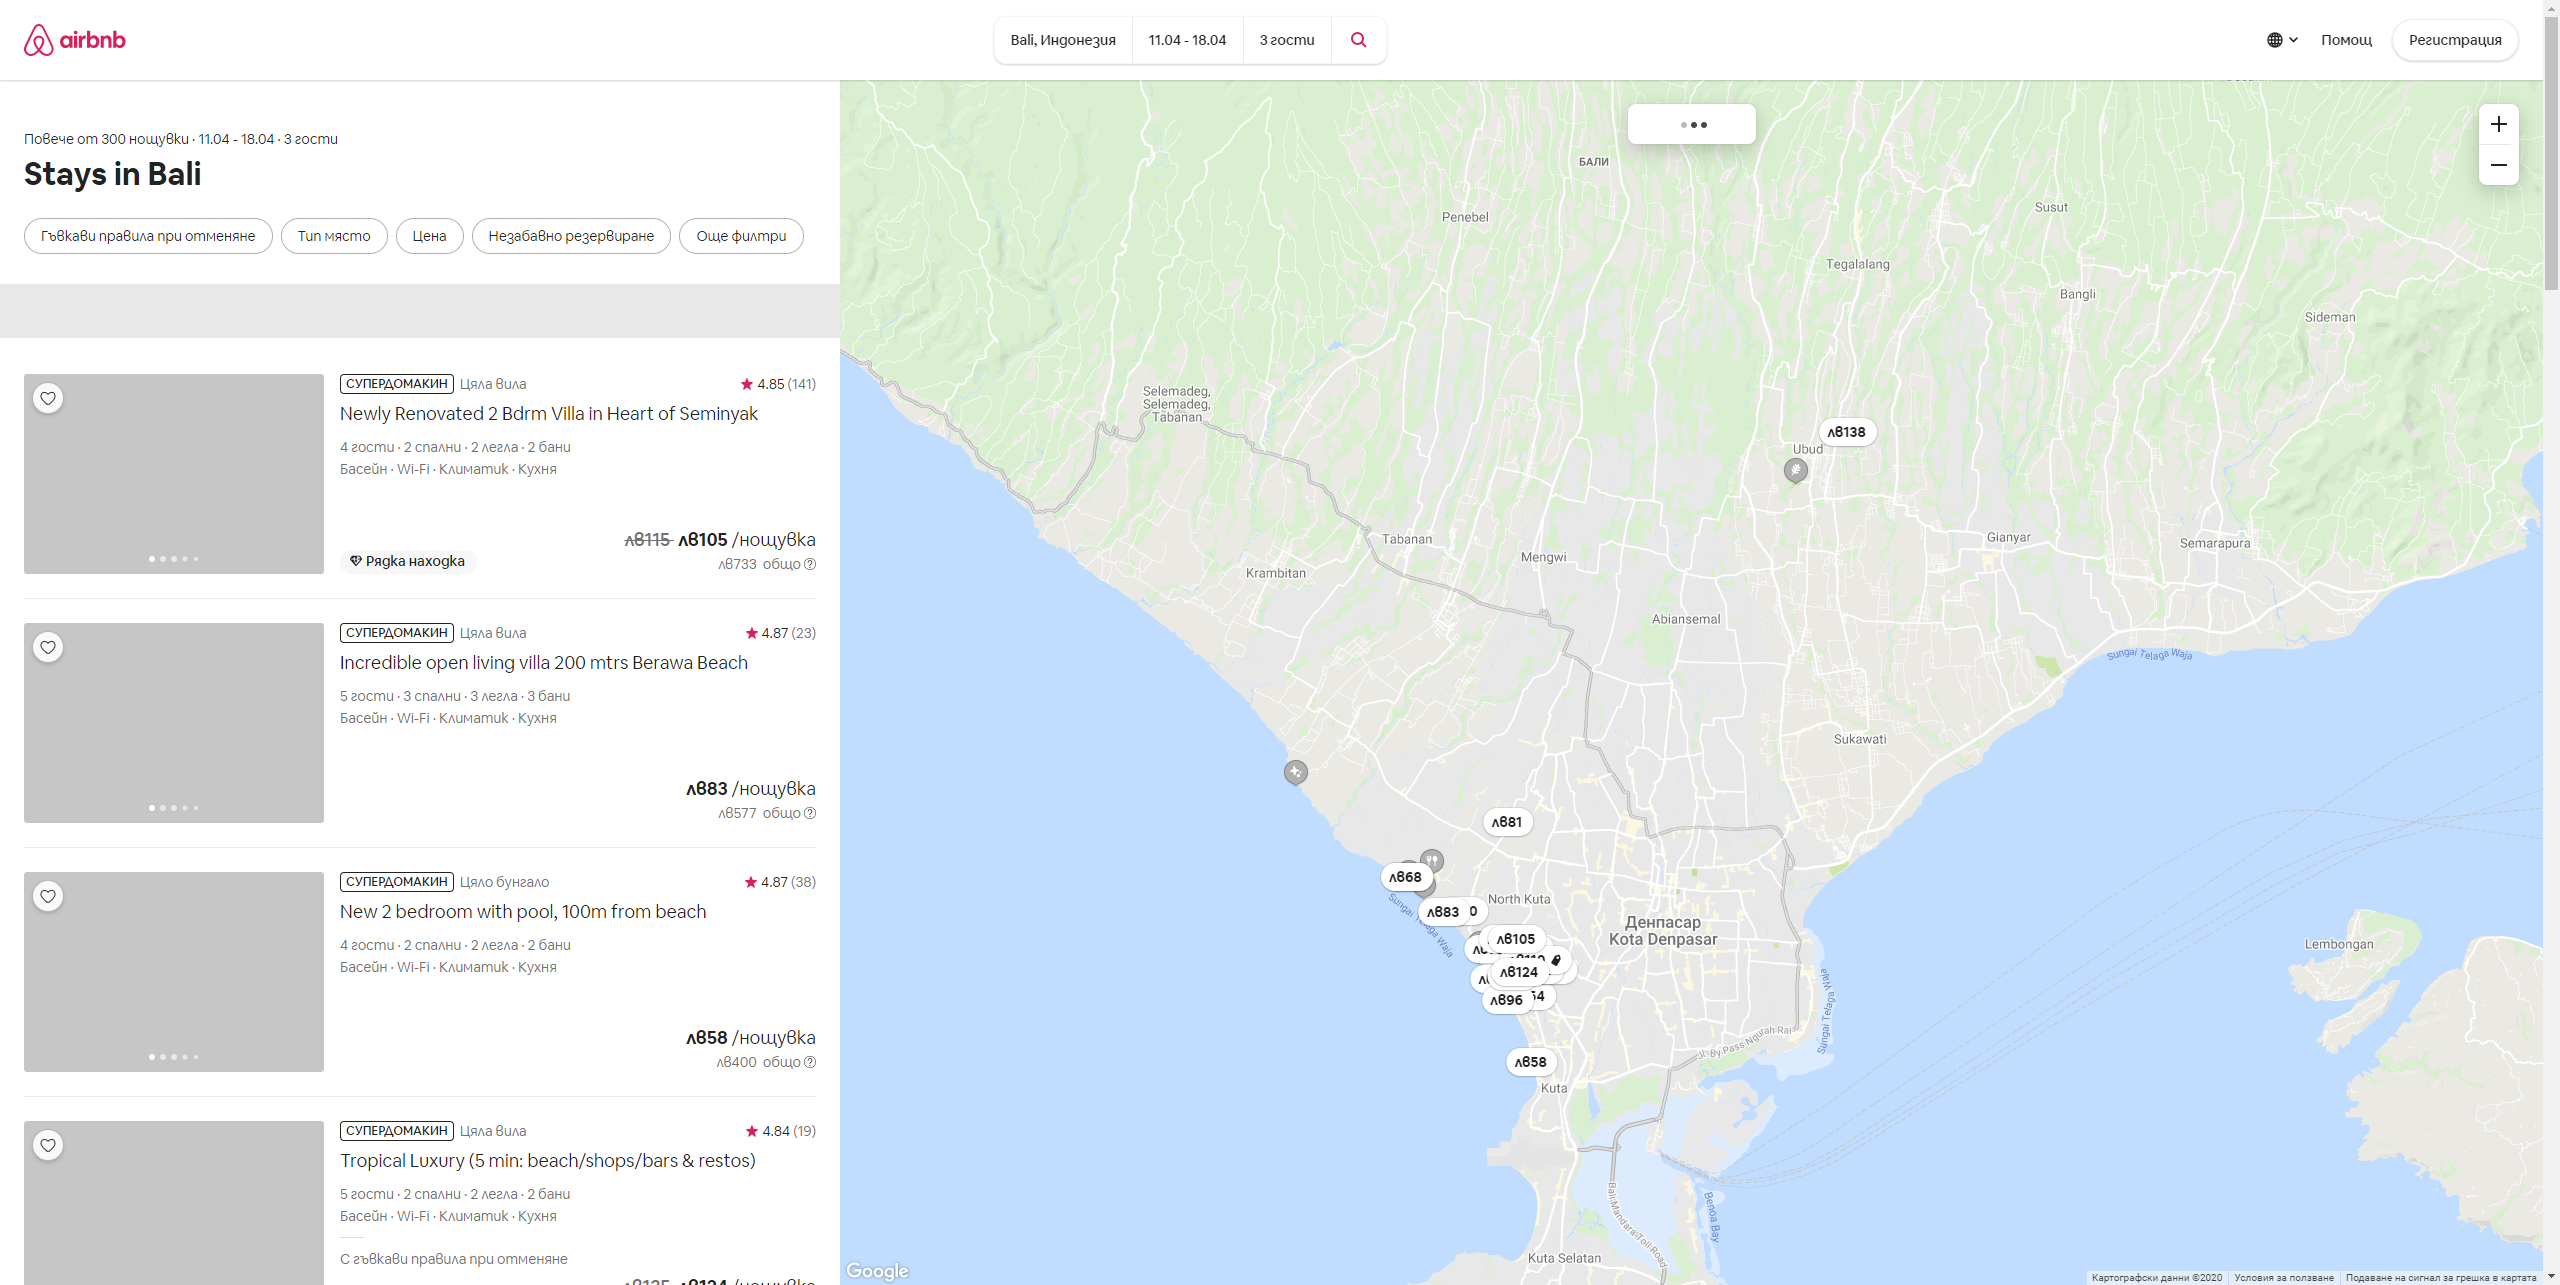 airbnb
Bali, Индонезия
11.04 - 18.04
3 гости
Помощ
Регистрация
Повече от 300 нощувки · 11.04 - 18.04 · 3 гости
Stays in Bali
Гъвкави правила при отменяне
Тип място
Цена
Незабавно резервиране
Още филтри
СУПЕРДОМАКИН Цяла вила
4.85 (141)
Newly Renovated 2 Bdrm Villa in Heart of Seminyak
4 гости · 2 спални · 2 легла · 2 бани
Басейн · Wi-Fi · Климатик · Кухня
лв115 лв105 /нощувка
Рядка находка
лв733 общо
СУПЕРДОМАКИН Цяла вила
4.87 (23)
Incredible open living villa 200 mtrs Berawa Beach
5 гости · 3 спални · 3 легла · 3 бани
Басейн · Wi-Fi · Климатик · Кухня
лв83 /нощувка
лв577 общо
СУПЕРДОМАКИН Цяло бунгало
4.87 (38)
New 2 bedroom with pool, 100m from beach
4 гости · 2 спални · 2 легла · 2 бани
Басейн · Wi-Fi · Климатик · Кухня
лв58 /нощувка
лв400 общо
СУПЕРДОМАКИН Цяла вила
4.84 (19)
Tropical Luxury (5 min: beach/shops/bars & restos)
5 гости · 2 спални · 2 легла · 2 бани
Басейн · Wi-Fi · Климатик · Кухня
С гъвкави правила при отменяне
лв135 лв124 /нощувка
БАЛИ
Penebel
Susut
Tegalalang
Bangli
Sideman
Selemadeg,
Selemadeg,
Tabanan
лв138
Ubud
Tabanan
Mengwi
Gianyar
Semarapura
Krambitan
Abiansemal
Sungai Telaga Waja
Sukawati
лв81
лв68
North Kuta
лв83
0
Sungai Telaga Waja
Денпасар
Kota Denpasar
лв105
лв110
лв124
лв96
54
Lembongan
Sungai Telaga Waja
Jl. By Pass Ngurah Rai
лв58
Kuta
Bali Mandara Toll Road
Benoa Bay
Kuta Selatan
Google
Картографски данни ©2020
Условия за ползване
Подаване на сигнал за грешка в картата